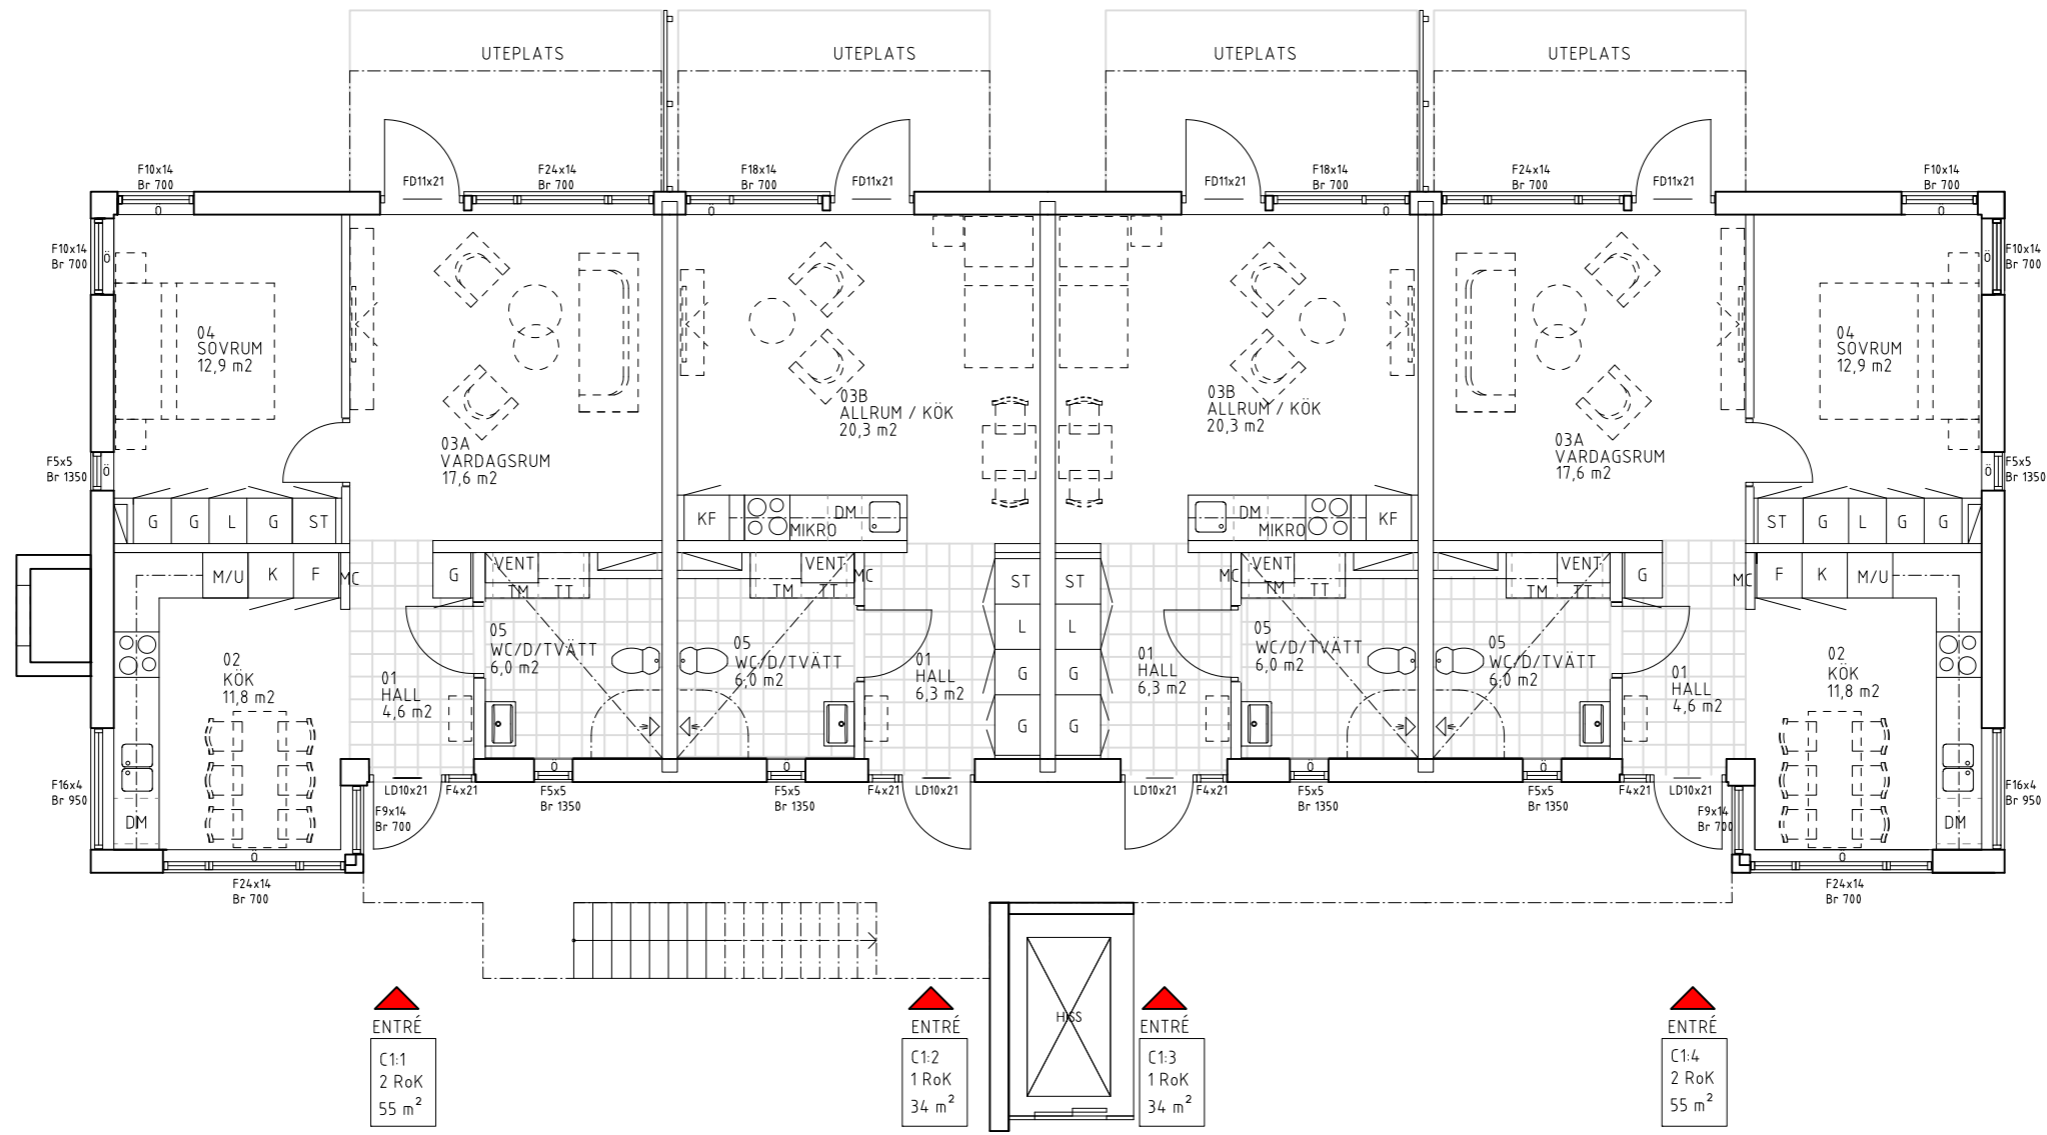 UTEPLATS
UTEPLATS
UTEPLATS
UTEPLATS
F10x14
Br 700
FD11x21
F24x14
Br 700
F18x14
Br 700
FD11x21
FD11x21
F18x14
Br 700
F24x14
Br 700
FD11x21
F10x14
Br 700
Ö
Ö
Ö
Ö
F10x14
Br 700
Ö
Ö
F10x14
Br 700
04
SOVRUM
12,9 m2
03A
VARDAGSRUM
17,6 m2
03B
ALLRUM / KÖK
20,3 m2
03B
ALLRUM / KÖK
20,3 m2
03A
VARDAGSRUM
17,6 m2
04
SOVRUM
12,9 m2
F5x5
Br 1350
Ö
Ö
F5x5
Br 1350
G
G
L
G
ST
KF
MIKRO
DM
DM
MIKRO
KF
ST
G
L
G
G
M/U
K
F
MC
G
VENT
TM
TT
TM
TT
VENT
MC
ST
ST
MC
VENT
TM
TT
TM
TT
VENT
G
MC
F
K
M/U
L
L
G
G
G
G
02
KÖK
11,8 m2
01
HALL
4,6 m2
05
WC/D/TVÄTT
6,0 m2
05
WC/D/TVÄTT
6,0 m2
01
HALL
6,3 m2
01
HALL
6,3 m2
05
WC/D/TVÄTT
6,0 m2
05
WC/D/TVÄTT
6,0 m2
01
HALL
4,6 m2
02
KÖK
11,8 m2
F16x4
Br 950
DM
Ö
F9x14
Br 700
LD10x21
F4x21
Ö
F5x5
Br 1350
Ö
F5x5
Br 1350
F4x21
LD10x21
LD10x21
F4x21
Ö
F5x5
Br 1350
Ö
F5x5
Br 1350
F4x21
LD10x21
F9x14
Br 700
Ö
DM
F16x4
Br 950
F24x14
Br 700
F24x14
Br 700
HISS
ENTRÉ
C1:1
2 RoK
55 m²
ENTRÉ
C1:2
1 RoK
34 m²
ENTRÉ
C1:3
1 RoK
34 m²
ENTRÉ
C1:4
2 RoK
55 m²